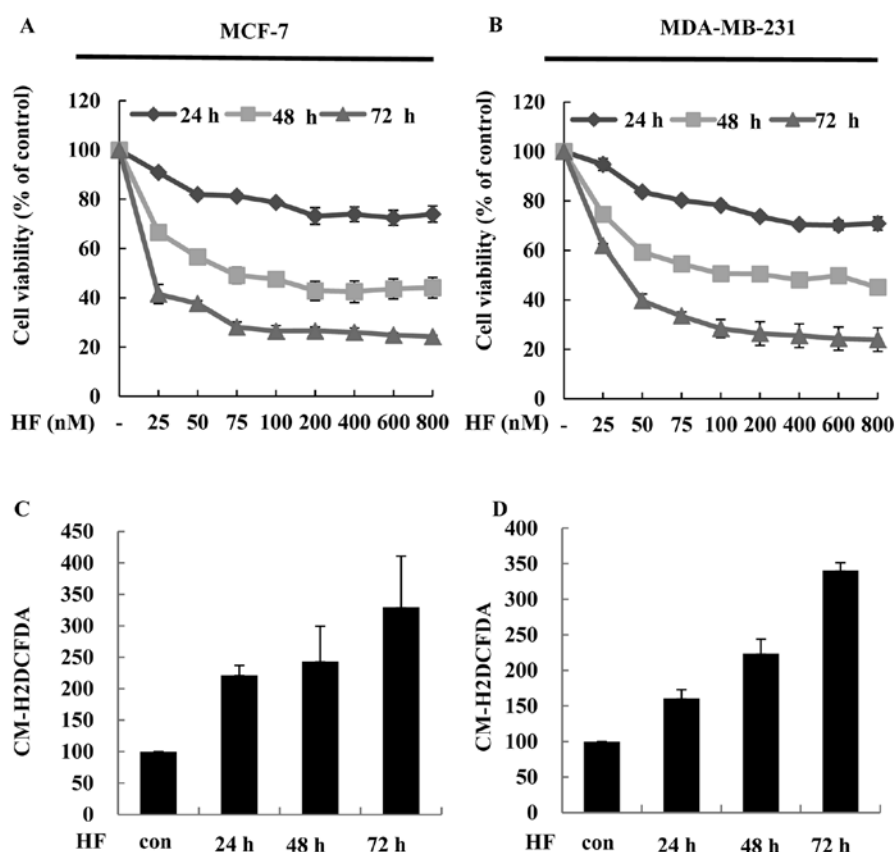 A
MCF-7
Cell viability (% of control)
120
100
80
60
40
20
0
24 h 48 h 72 h
HF (nM) - 25 50 75 100 200 400 600 800
B
MDA-MB-231
Cell viability (% of control)
120
100
80
60
40
20
0
24 h 48 h 72 h
HF (nM) - 25 50 75 100 200 400 600 800
C
CM-H2DCFDA
450
400
350
300
250
200
150
100
50
0
HF con 24 h 48 h 72 h
D
CM-H2DCFDA
400
350
300
250
200
150
100
50
0
HF con 24 h 48 h 72 h